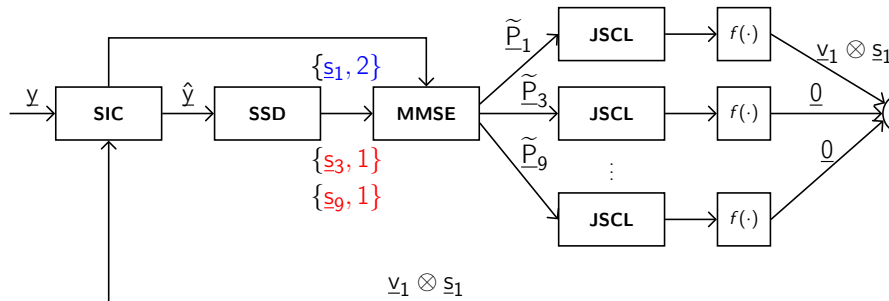 y
SIC
ŷ
SSD
{s₁, 2}
{s₃, 1}
{s₉, 1}
MMSE
P̃₁
JSCL
f(·)
v₁ ⊗ s₁
P̃₃
JSCL
f(·)
0
P̃₉
⋮
JSCL
f(·)
0
v₁ ⊗ s₁